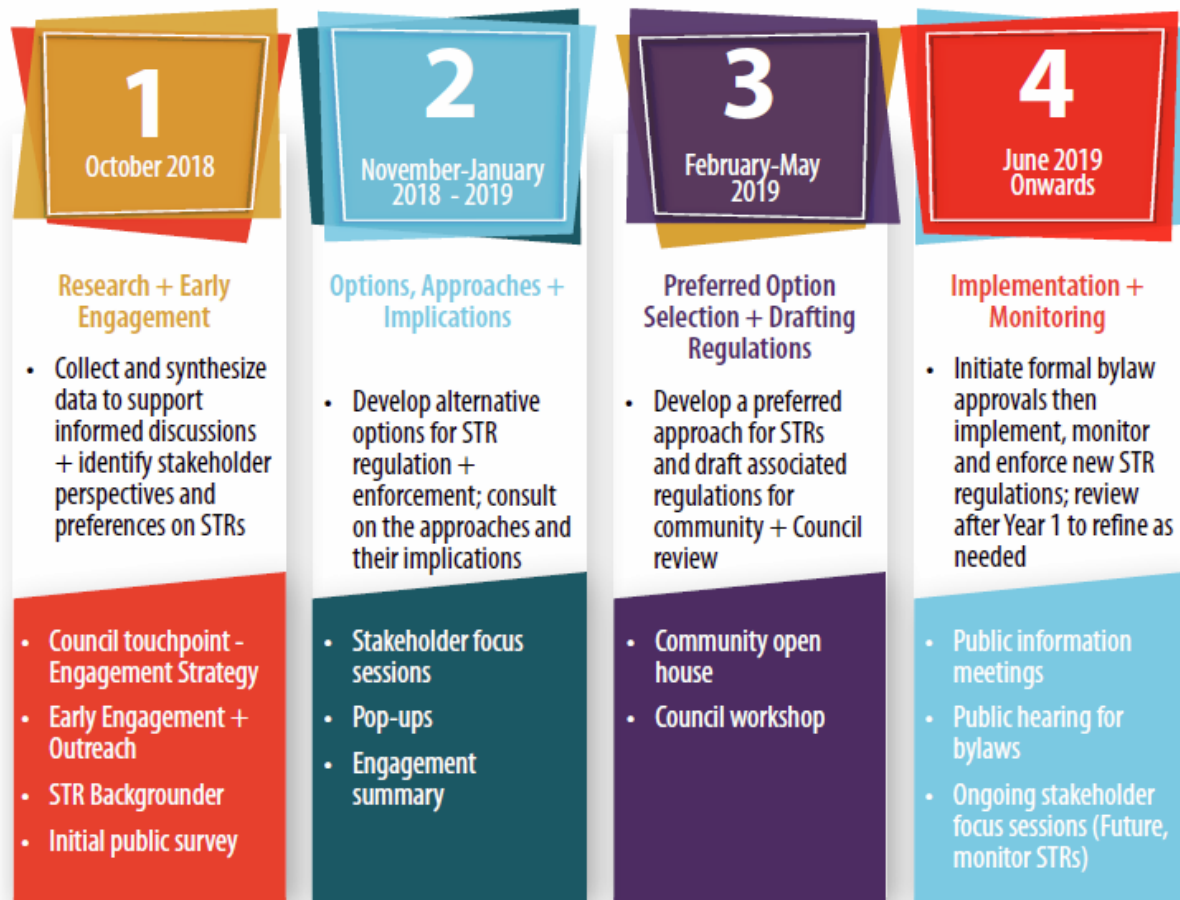 1
October 2018
Research + Early
Engagement
• Collect and synthesize
data to support
informed discussions
+ identify stakeholder
perspectives and
preferences on STRs
• Council touchpoint -
Engagement Strategy
• Early Engagement +
Outreach
• STR Backgrounder
• Initial public survey
2
November-January
2018 - 2019
Options, Approaches +
Implications
• Develop alternative
options for STR
regulation +
enforcement; consult
on the approaches and
their implications
• Stakeholder focus
sessions
• Pop-ups
• Engagement
summary
3
February-May
2019
Preferred Option
Selection + Drafting
Regulations
• Develop a preferred
approach for STRs
and draft associated
regulations for
community + Council
review
• Community open
house
• Council workshop
4
June 2019
Onwards
Implementation +
Monitoring
• Initiate formal bylaw
approvals then
implement, monitor
and enforce new STR
regulations; review
after Year 1 to refine as
needed
• Public information
meetings
• Public hearing for
bylaws
• Ongoing stakeholder
focus sessions (Future,
monitor STRs)